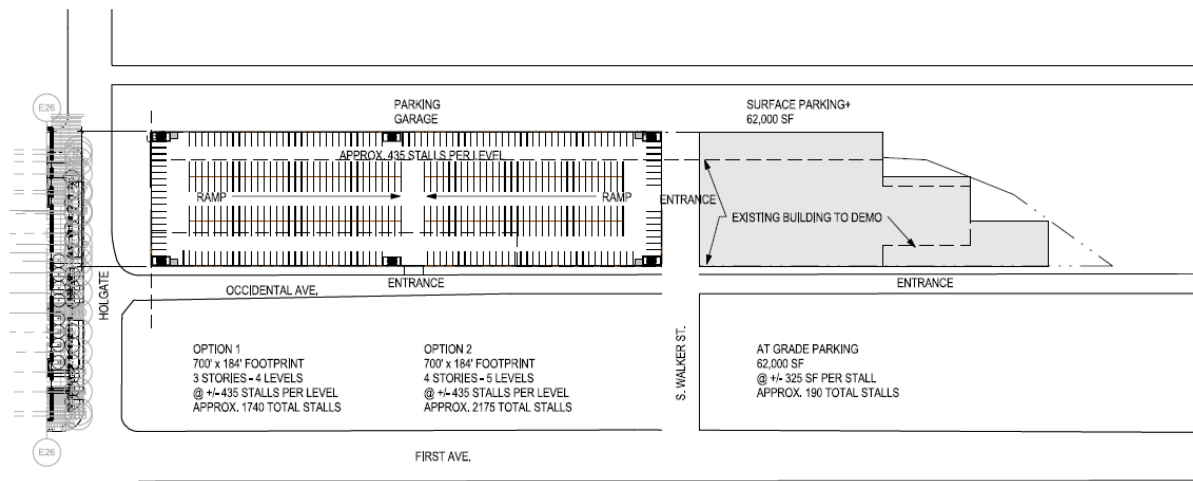 E26
PARKING
GARAGE
SURFACE PARKING+
62,000 SF
APPROX. 435 STALLS PER LEVEL
RAMP
RAMP
ENTRANCE
EXISTING BUILDING TO DEMO
HOLGATE
OCCIDENTAL AVE.
ENTRANCE
ENTRANCE
OPTION 1
700' x 184' FOOTPRINT
3 STORIES - 4 LEVELS
@ +/- 435 STALLS PER LEVEL
APPROX. 1740 TOTAL STALLS
OPTION 2
700' x 184' FOOTPRINT
4 STORIES - 5 LEVELS
@ +/- 435 STALLS PER LEVEL
APPROX. 2175 TOTAL STALLS
S. WALKER ST.
AT GRADE PARKING
62,000 SF
@ +/- 325 SF PER STALL
APPROX. 190 TOTAL STALLS
E26
FIRST AVE.